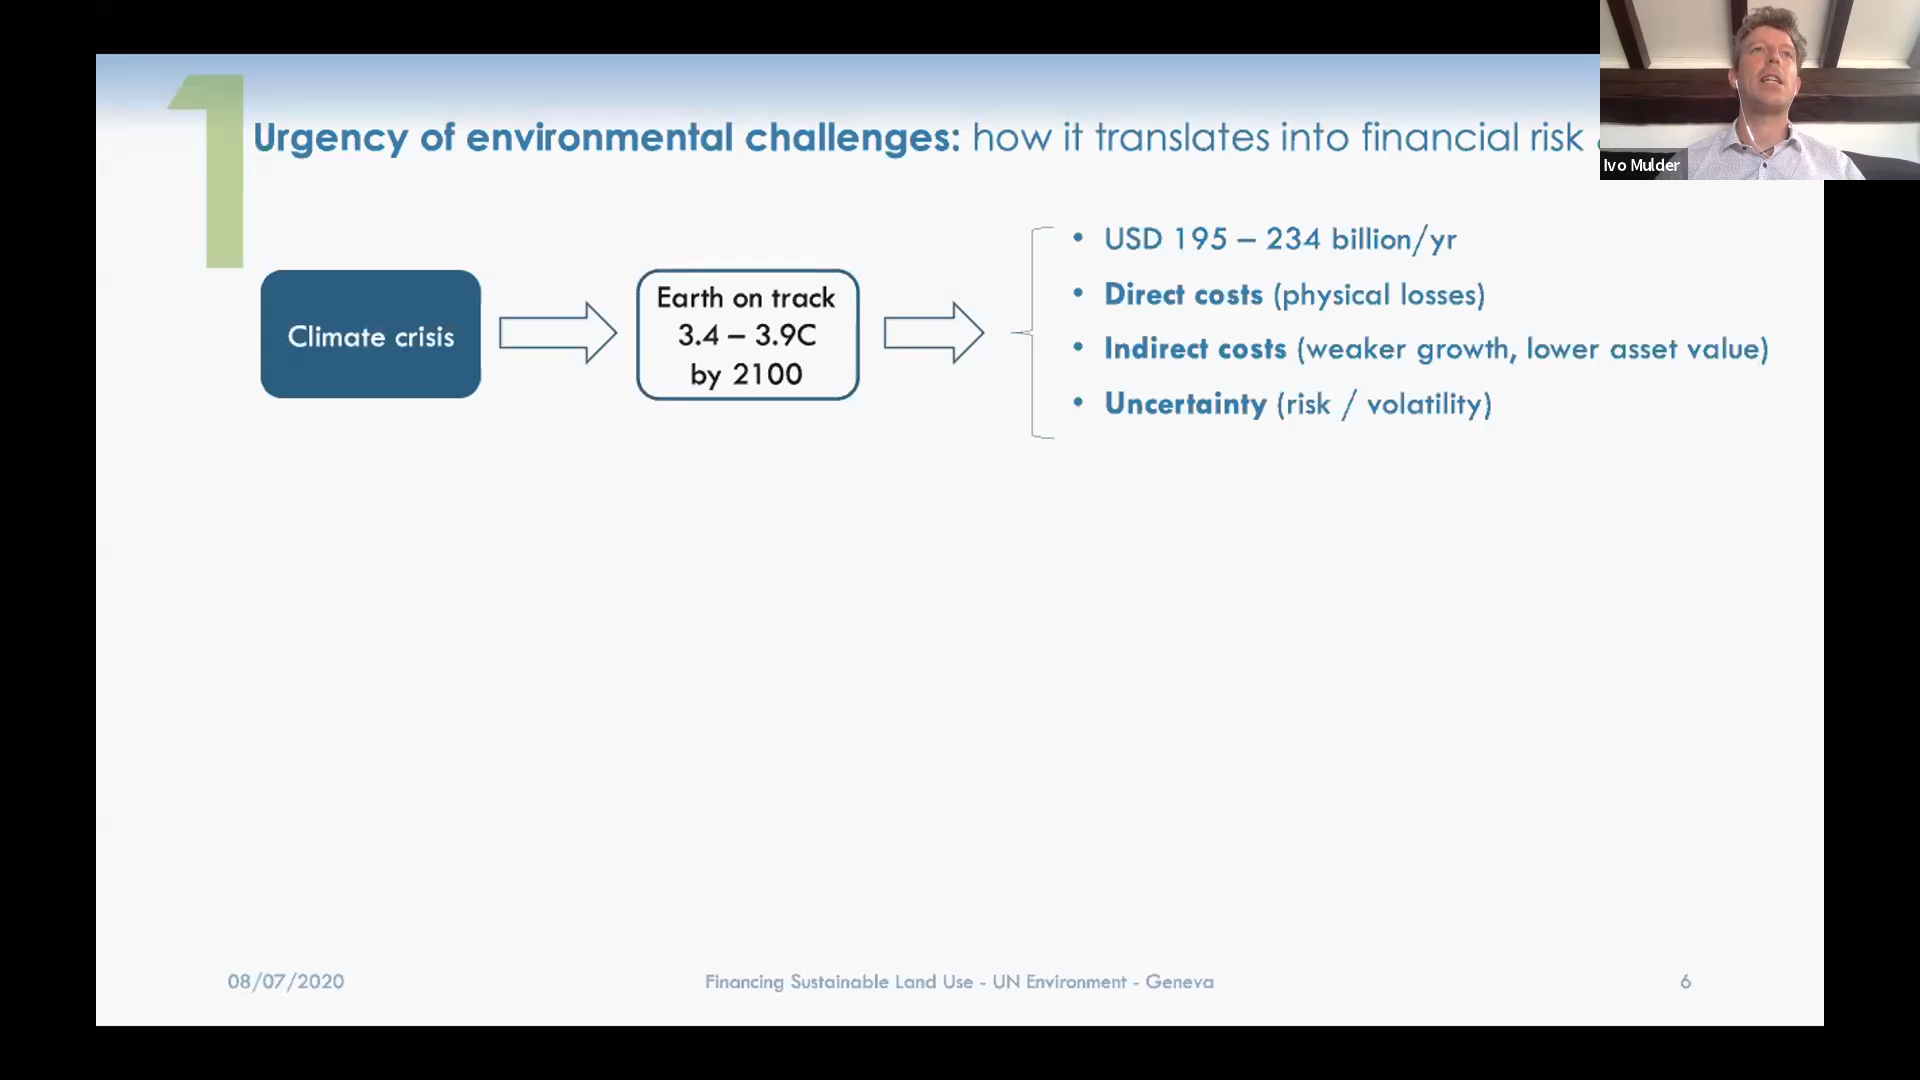 1
Urgency of environmental challenges: how it translates into financial risk
Ivo Mulder
Climate crisis
Earth on track
3.4 – 3.9C
by 2100
• USD 195 – 234 billion/yr
• Direct costs (physical losses)
• Indirect costs (weaker growth, lower asset value)
• Uncertainty (risk / volatility)
08/07/2020
Financing Sustainable Land Use - UN Environment - Geneva
6